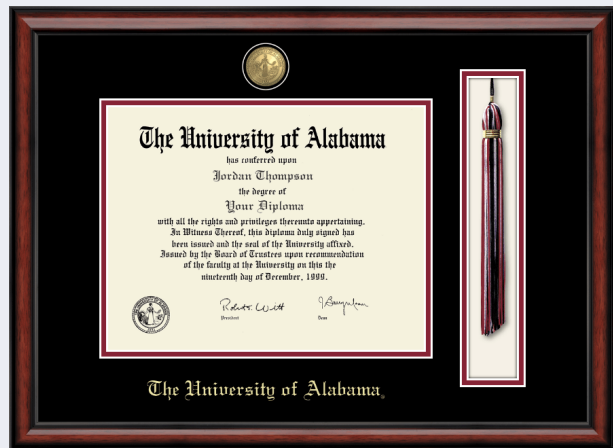 The University of Alabama
has conferred upon
Jordan Thompson
the degree of
Your Diploma
with all the rights and privileges thereunto appertaining.
In Witness Thereof, this diploma duly signed has
been issued and the seal of the University affixed.
Issued by the Board of Trustees upon recommendation
of the faculty at the University on this the
nineteenth day of December, 1999.
Robert E. Witt
President
Dean
The University of Alabama®